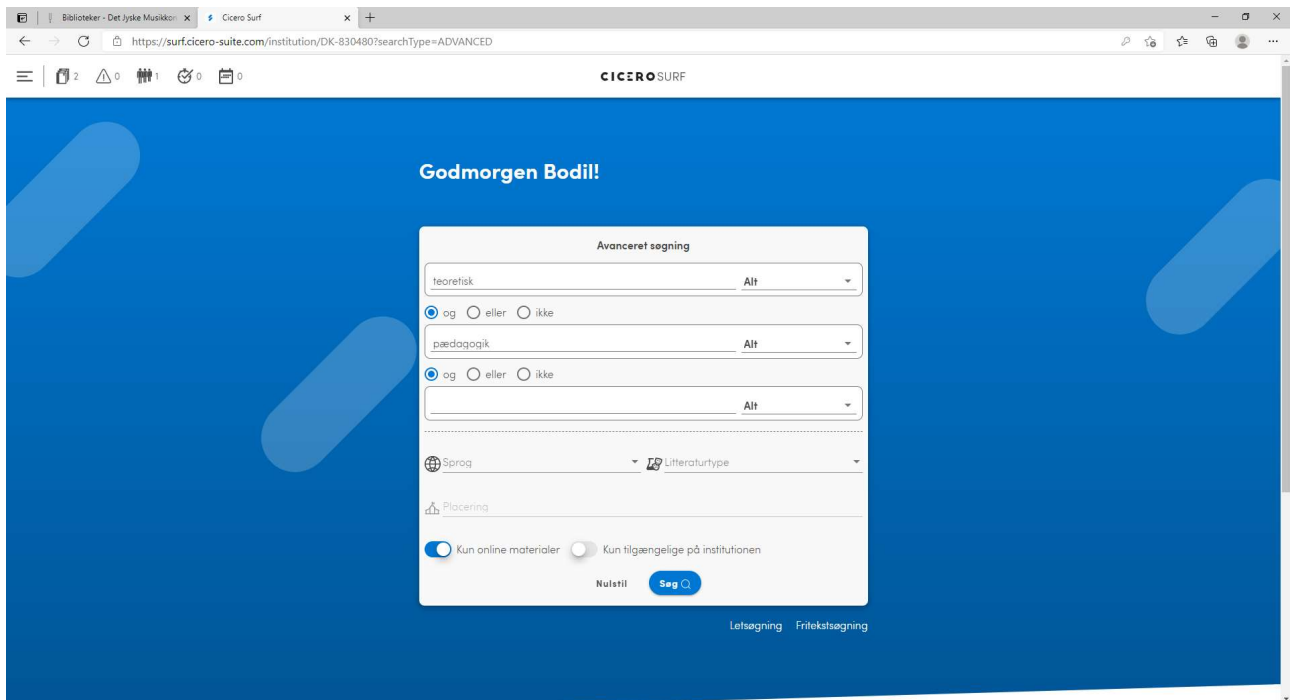 Biblioteker - Det Jyske Musikkon
Cicero Surf
https://surf.cicero-suite.com/institution/DK-830480?searchType=ADVANCED
2 0 1 0 0
CICEROSURF
Godmorgen Bodil!
Avanceret søgning
teoretisk Alt
og eller ikke
pædagogik Alt
og eller ikke
Alt
Sprog Litteraturtype
Placering
Kun online materialer Kun tilgængelige på institutionen
Nulstil Søg
Letsøgning Fritekstsøgning